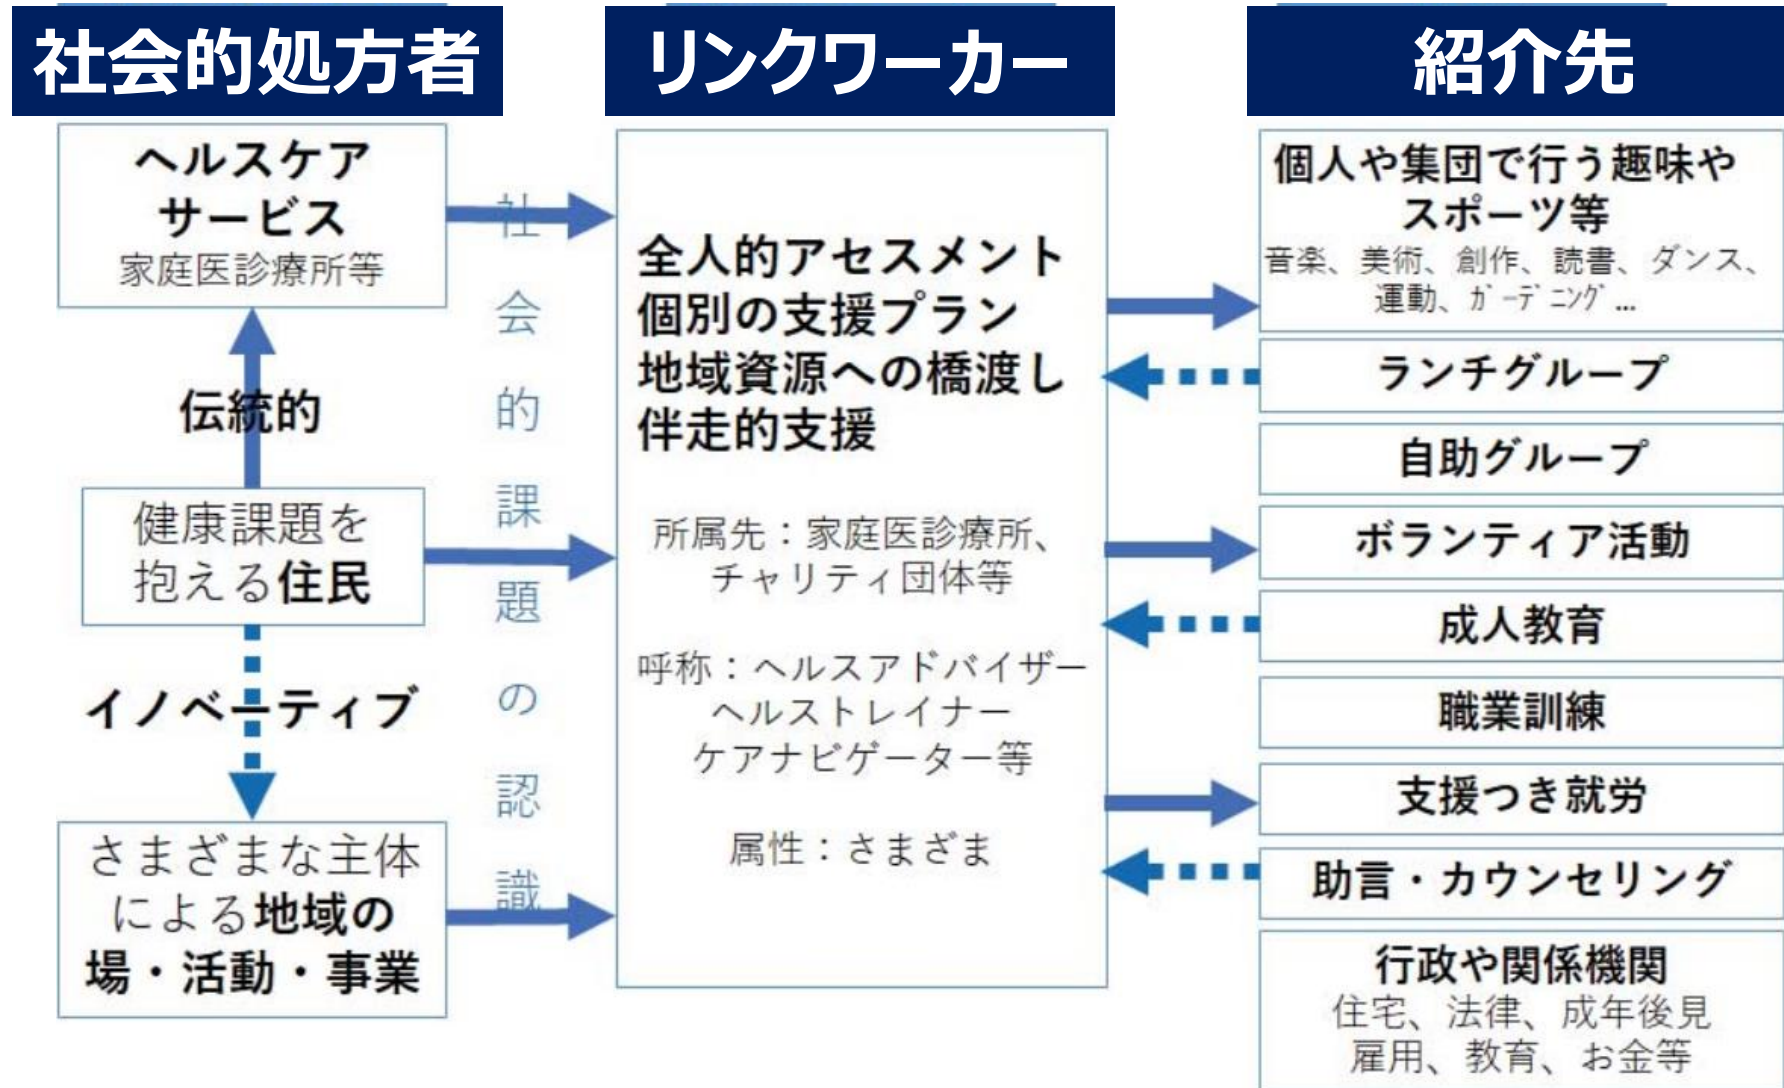 社会的処方者
リンクワーカー
紹介先
ヘルスケア
サービス
家庭医診療所等
伝統的
健康課題を
抱える住民
イノベーティブ
さまざまな主体
による地域の
場・活動・事業
社会的課題の認識
全人的アセスメント
個別の支援プラン
地域資源への橋渡し
伴走的支援
所属先：家庭医診療所、
チャリティ団体等
呼称：ヘルスアドバイザー
ヘルストレイナー
ケアナビゲーター等
属性：さまざま
個人や集団で行う趣味や
スポーツ等
音楽、美術、創作、読書、ダンス、
運動、ｶﾞｰﾃﾞﾆﾝｸﾞ…
ランチグループ
自助グループ
ボランティア活動
成人教育
職業訓練
支援つき就労
助言・カウンセリング
行政や関係機関
住宅、法律、成年後見
雇用、教育、お金等